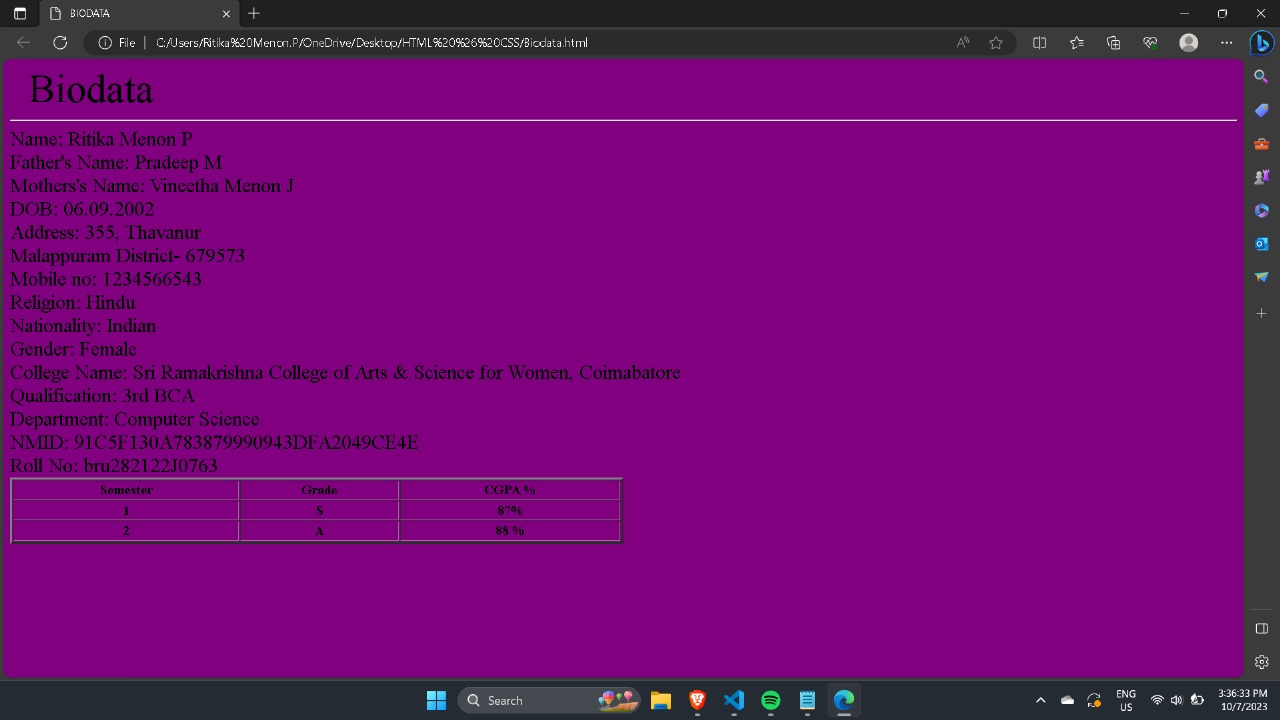 BIODATA
File | C:/Users/Ritika%20Menon.P/OneDrive/Desktop/HTML%20%26%20CSS/Biodata.html
Biodata
Name: Ritika Menon P
Father's Name: Pradeep M
Mothers's Name: Vineetha Menon J
DOB: 06.09.2002
Address: 355, Thavanur
Malappuram District- 679573
Mobile no: 1234566543
Religion: Hindu
Nationality: Indian
Gender: Female
College Name: Sri Ramakrishna College of Arts & Science for Women, Coimabatore
Qualification: 3rd BCA
Department: Computer Science
NMID: 91C5F130A783879990943DFA2049CE4E
Roll No: bru282122J0763
Semester Grade CGPA %
1 S 87%
2 A 88 %
Search
ENG
US
3:36:33 PM
10/7/2023